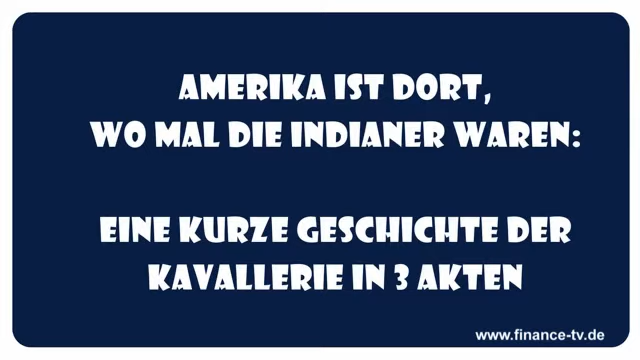 AMERIKA IST DORT,
WO MAL DIE INDIANER WAREN:
EINE KURZE GESCHICHTE DER
KAVALLERIE IN 3 AKTEN
www.finance-tv.de